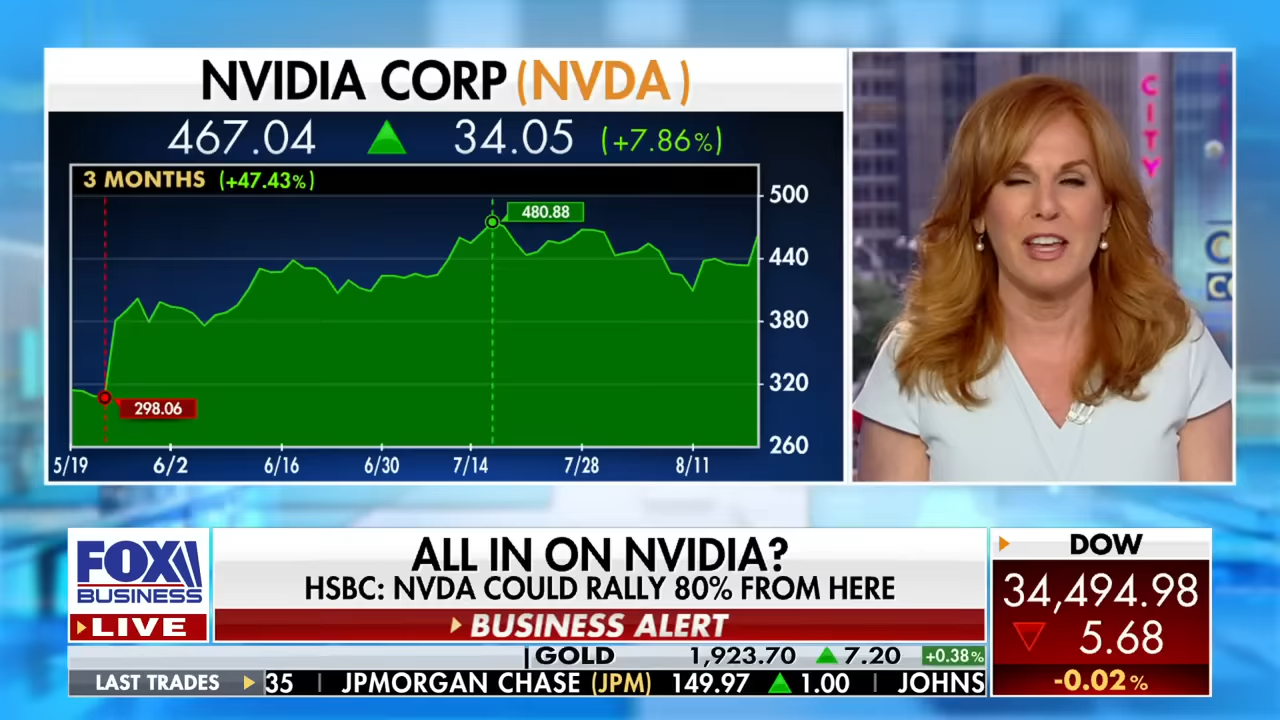 NVIDIA CORP (NVDA)
467.04 ▲ 34.05 (+7.86%)
3 MONTHS (+47.43%)
500
440
380
320
260
480.88
298.06
5/19 6/2 6/16 6/30 7/14 7/28 8/11
CITY
FOX
BUSINESS
LIVE
ALL IN ON NVIDIA?
HSBC: NVDA COULD RALLY 80% FROM HERE
BUSINESS ALERT
DOW
34,494.98
▼ 5.68
-0.02%
GOLD 1,923.70 ▲ 7.20 +0.38%
LAST TRADES 35 | JPMORGAN CHASE (JPM) 149.97 ▲ 1.00 | JOHNS